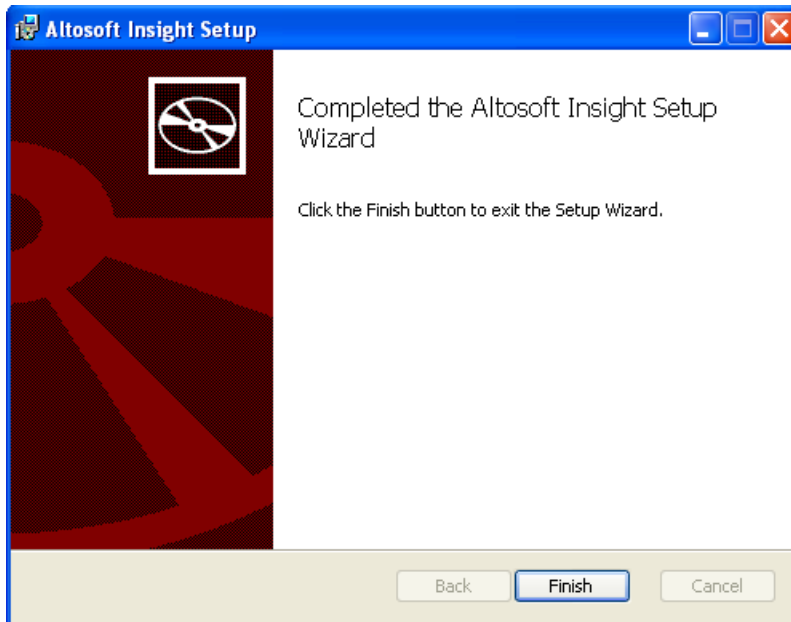 Altosoft Insight Setup
Completed the Altosoft Insight Setup
Wizard
Click the Finish button to exit the Setup Wizard.
Back
Finish
Cancel